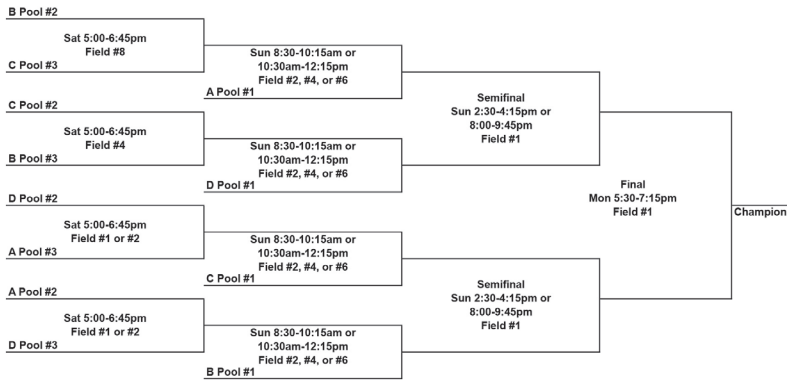 B Pool #2
Sat 5:00-6:45pm
Field #8
C Pool #3
Sun 8:30-10:15am or
10:30am-12:15pm
Field #2, #4, or #6
A Pool #1
C Pool #2
Sat 5:00-6:45pm
Field #4
B Pool #3
Sun 8:30-10:15am or
10:30am-12:15pm
Field #2, #4, or #6
D Pool #1
Semifinal
Sun 2:30-4:15pm or
8:00-9:45pm
Field #1
D Pool #2
Sat 5:00-6:45pm
Field #1 or #2
A Pool #3
Sun 8:30-10:15am or
10:30am-12:15pm
Field #2, #4, or #6
C Pool #1
A Pool #2
Sat 5:00-6:45pm
Field #1 or #2
D Pool #3
Sun 8:30-10:15am or
10:30am-12:15pm
Field #2, #4, or #6
B Pool #1
Semifinal
Sun 2:30-4:15pm or
8:00-9:45pm
Field #1
Final
Mon 5:30-7:15pm
Field #1
Champion